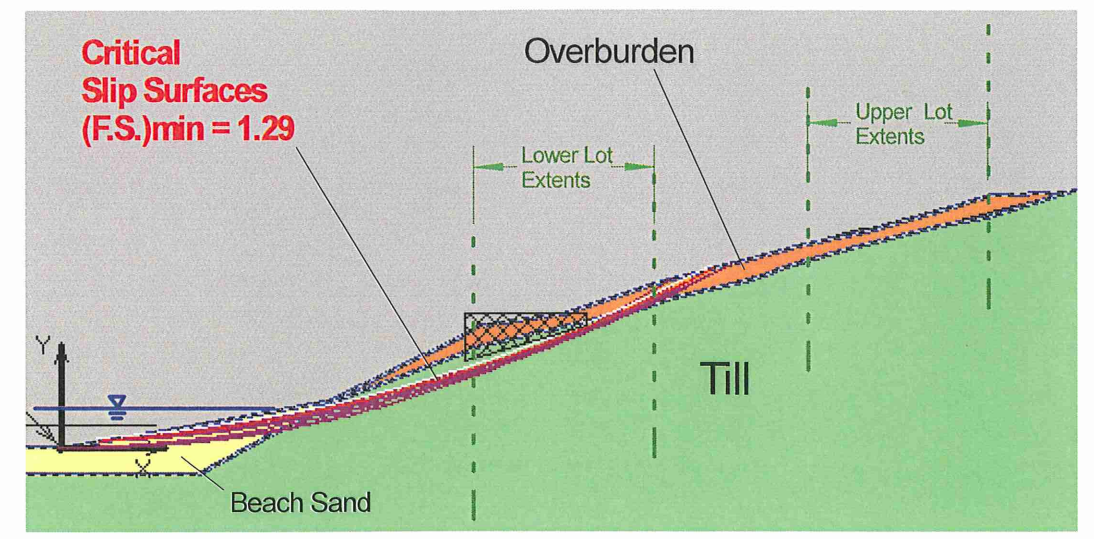 Critical
Slip Surfaces
(F.S.)min = 1.29
Overburden
Upper Lot
Extents
Lower Lot
Extents
Y
Till
X
Beach Sand